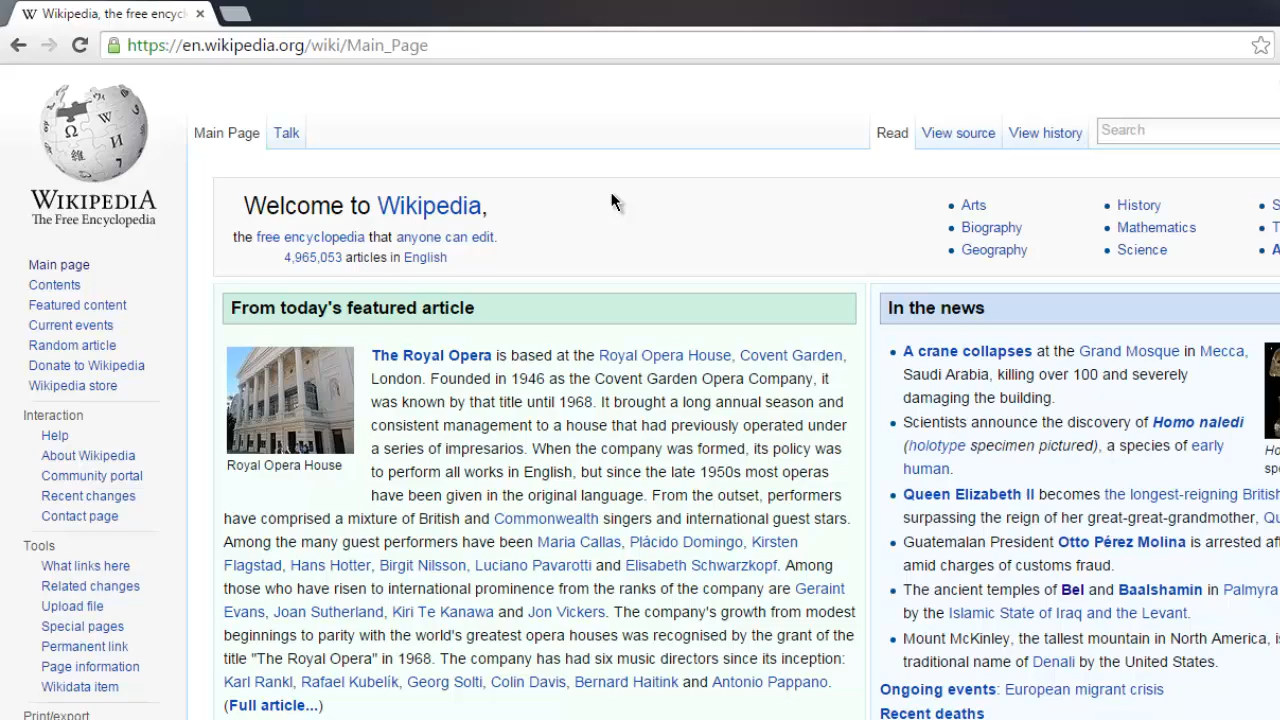 Wikipedia, the free encycl
https://en.wikipedia.org/wiki/Main_Page
WIKIPEDIA
The Free Encyclopedia
Main Page
Talk
Read
View source
View history
Search
Main page
Contents
Featured content
Current events
Random article
Donate to Wikipedia
Wikipedia store
Interaction
Help
About Wikipedia
Community portal
Recent changes
Contact page
Tools
What links here
Related changes
Upload file
Special pages
Permanent link
Page information
Wikidata item
Print/export
Welcome to Wikipedia,
the free encyclopedia that anyone can edit.
4,965,053 articles in English
• Arts
• Biography
• Geography
• History
• Mathematics
• Science
• S
• T
• A
From today's featured article
Royal Opera House
The Royal Opera is based at the Royal Opera House, Covent Garden,
London. Founded in 1946 as the Covent Garden Opera Company, it
was known by that title until 1968. It brought a long annual season and
consistent management to a house that had previously operated under
a series of impresarios. When the company was formed, its policy was
to perform all works in English, but since the late 1950s most operas
have been given in the original language. From the outset, performers
have comprised a mixture of British and Commonwealth singers and international guest stars.
Among the many guest performers have been Maria Callas, Plácido Domingo, Kirsten
Flagstad, Hans Hotter, Birgit Nilsson, Luciano Pavarotti and Elisabeth Schwarzkopf. Among
those who have risen to international prominence from the ranks of the company are Geraint
Evans, Joan Sutherland, Kiri Te Kanawa and Jon Vickers. The company's growth from modest
beginnings to parity with the world's greatest opera houses was recognised by the grant of the
title "The Royal Opera" in 1968. The company has had six music directors since its inception:
Karl Rankl, Rafael Kubelík, Georg Solti, Colin Davis, Bernard Haitink and Antonio Pappano.
(Full article...)
In the news
• A crane collapses at the Grand Mosque in Mecca,
Saudi Arabia, killing over 100 and severely
damaging the building.
• Scientists announce the discovery of Homo naledi
(holotype specimen pictured), a species of early
human.
• Queen Elizabeth II becomes the longest-reigning British
surpassing the reign of her great-great-grandmother, Qu
• Guatemalan President Otto Pérez Molina is arrested af
amid charges of customs fraud.
• The ancient temples of Bel and Baalshamin in Palmyra
by the Islamic State of Iraq and the Levant.
• Mount McKinley, the tallest mountain in North America, is
traditional name of Denali by the United States.
Ongoing events: European migrant crisis
Recent deaths
Ho
spe